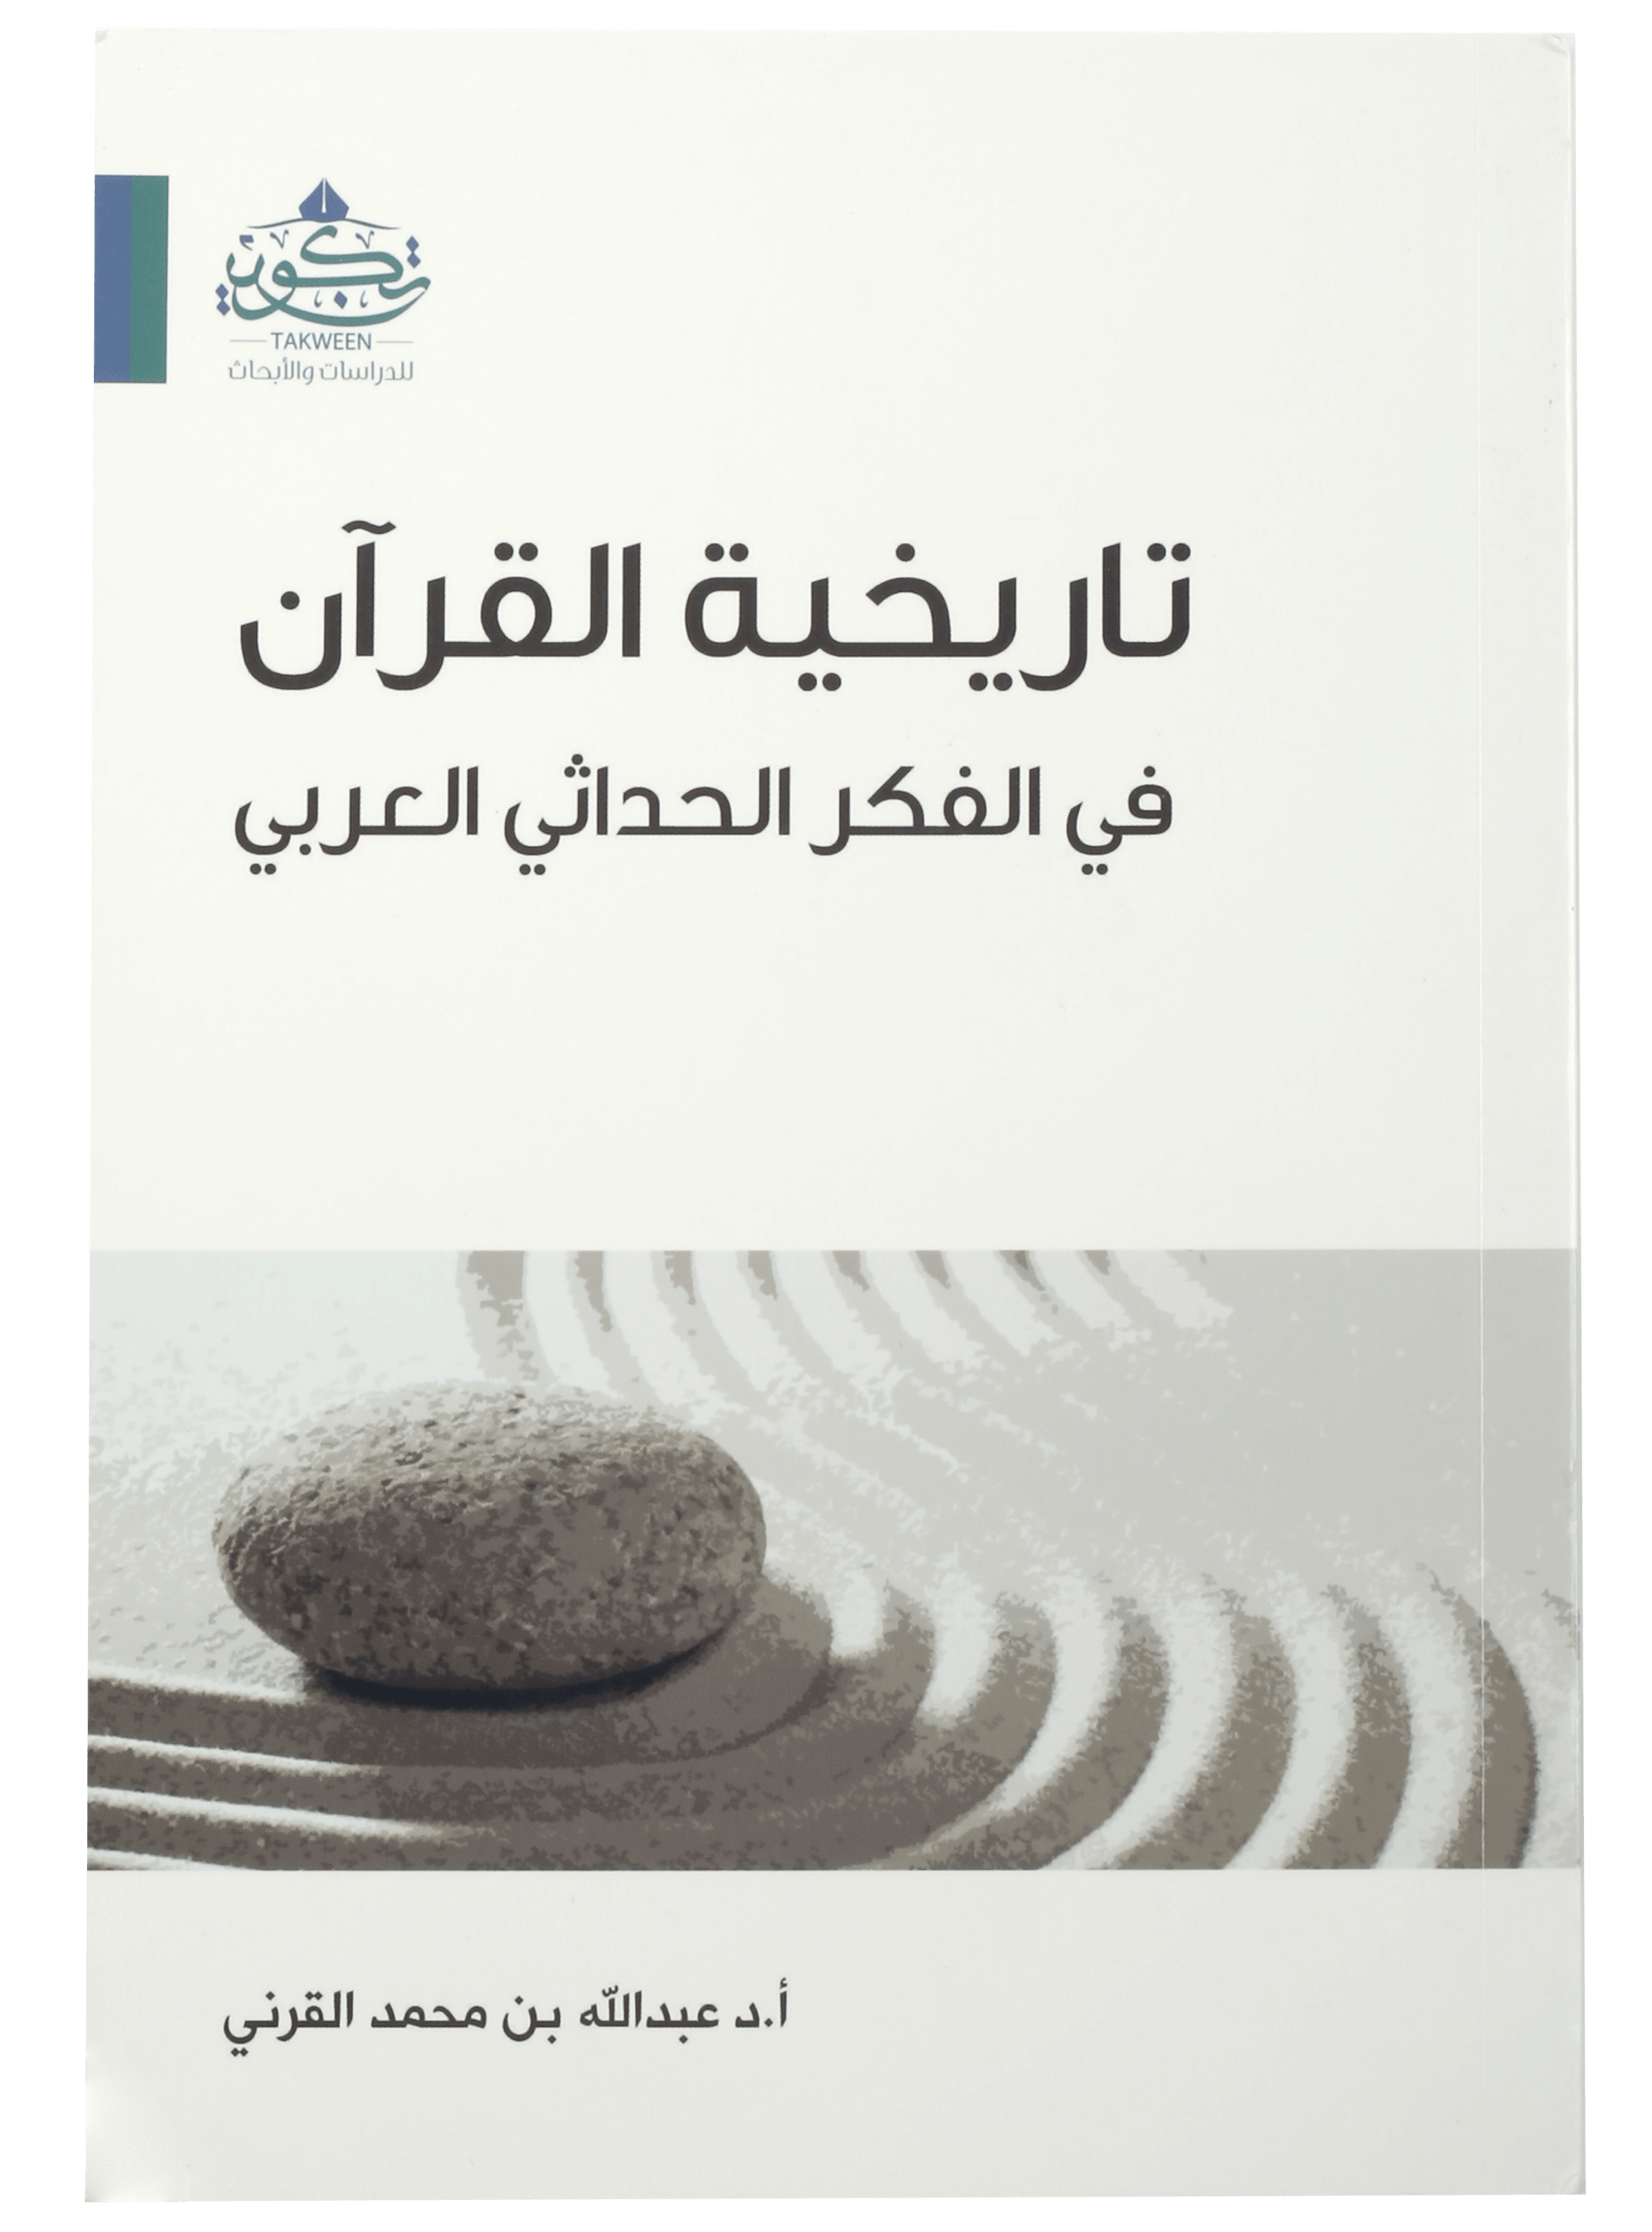 تكوين
TAKWEEN
للدراسات والأبحاث
تاريخية القرآن
في الفكر الحداثي العربي
أ.د عبدالله بن محمد القرني